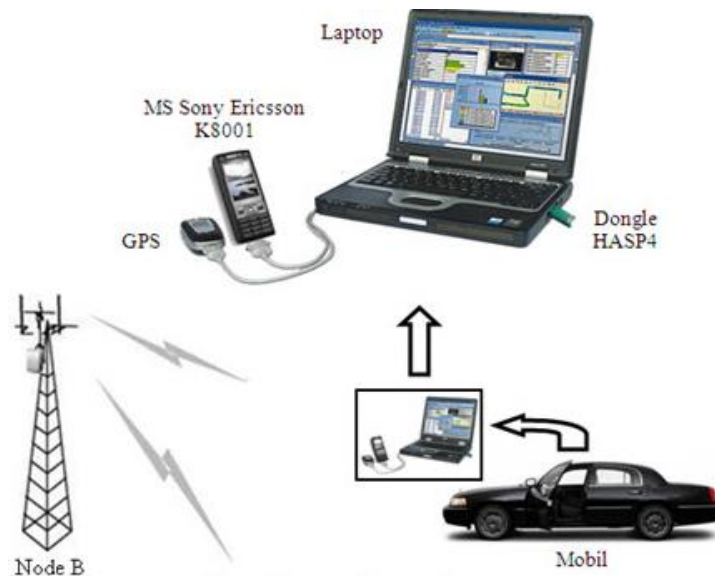 Laptop
MS Sony Ericsson
K8001
GPS
Dongle
HASP4
Node B
Mobil